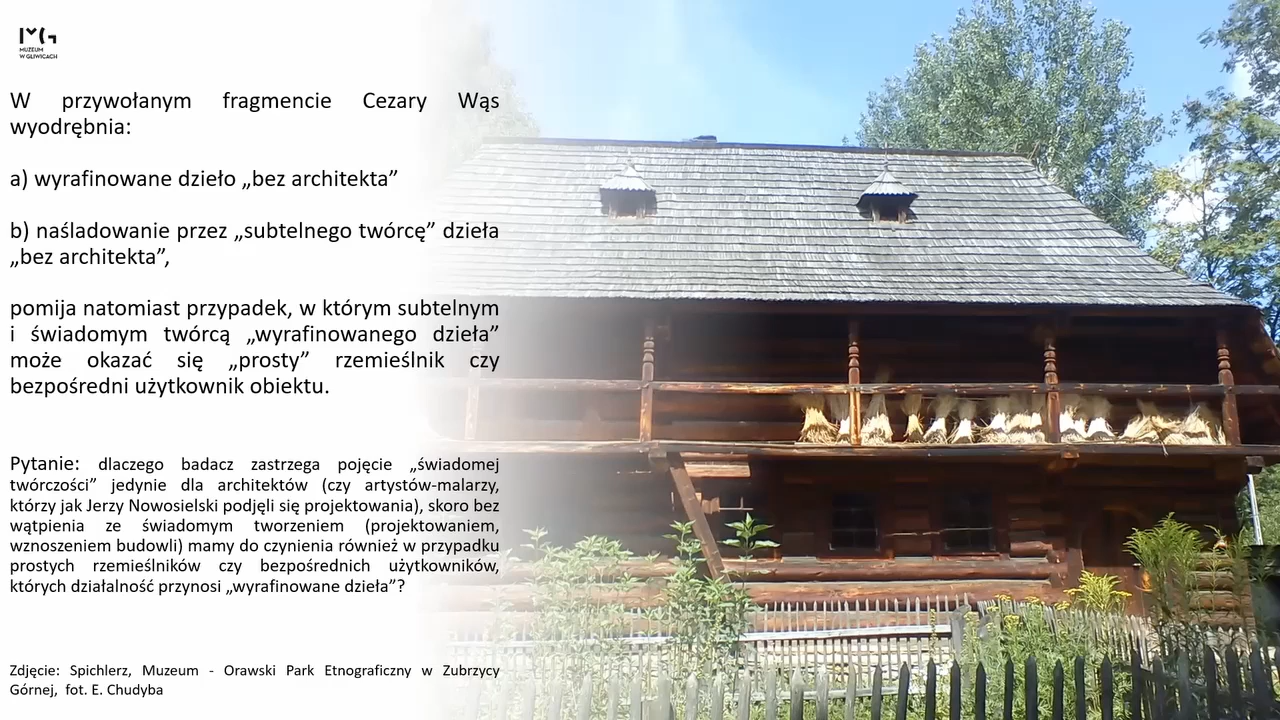 MUZEUM
W GLIWICACH
W przywołanym fragmencie Cezary Wąs
wyodrębnia:
a) wyrafinowane dzieło „bez architekta”
b) naśladowanie przez „subtelnego twórcę” dzieła
„bez architekta”,
pomija natomiast przypadek, w którym subtelnym
i świadomym twórcą „wyrafinowanego dzieła”
może okazać się „prosty” rzemieślnik czy
bezpośredni użytkownik obiektu.
Pytanie: dlaczego badacz zastrzega pojęcie „świadomej
twórczości” jedynie dla architektów (czy artystów-malarzy,
którzy jak Jerzy Nowosielski podjęli się projektowania), skoro bez
wątpienia ze świadomym tworzeniem (projektowaniem,
wznoszeniem budowli) mamy do czynienia również w przypadku
prostych rzemieślników czy bezpośrednich użytkowników,
których działalność przynosi „wyrafinowane dzieła”?
Zdjęcie: Spichlerz, Muzeum - Orawski Park Etnograficzny w Zubrzycy
Górnej, fot. E. Chudyba